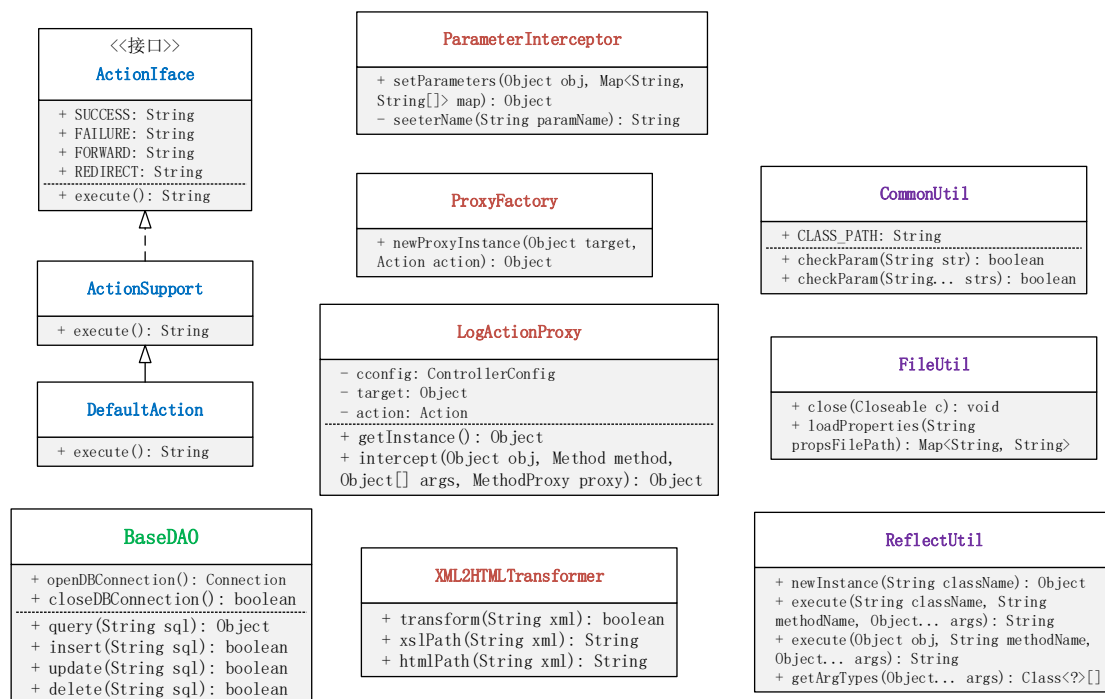 <<接口>>
ActionIface
+ SUCCESS: String
+ FAILURE: String
+ FORWARD: String
+ REDIRECT: String
+ execute(): String
ActionSupport
+ execute(): String
DefaultAction
+ execute(): String
BaseDAO
+ openDBConnection(): Connection
+ closeDBConnection(): boolean
+ query(String sql): Object
+ insert(String sql): boolean
+ update(String sql): boolean
+ delete(String sql): boolean
ParameterInterceptor
+ setParameters(Object obj, Map<String,
String[]> map): Object
- seeterName(String paramName): String
ProxyFactory
+ newProxyInstance(Object target,
Action action): Object
LogActionProxy
- cconfig: ControllerConfig
- target: Object
- action: Action
+ getInstance(): Object
+ intercept(Object obj, Method method,
Object[] args, MethodProxy proxy): Object
XML2HTMLTransformer
+ transform(String xml): boolean
+ xslPath(String xml): String
+ htmlPath(String xml): String
CommonUtil
+ CLASS_PATH: String
+ checkParam(String str): boolean
+ checkParam(String... strs): boolean
FileUtil
+ close(Closeable c): void
+ loadProperties(String
propsFilePath): Map<String, String>
ReflectUtil
+ newInstance(String className): Object
+ execute(String className, String
methodName, Object... args): String
+ execute(Object obj, String methodName,
Object... args): String
+ getArgTypes(Object... args): Class<?>[]